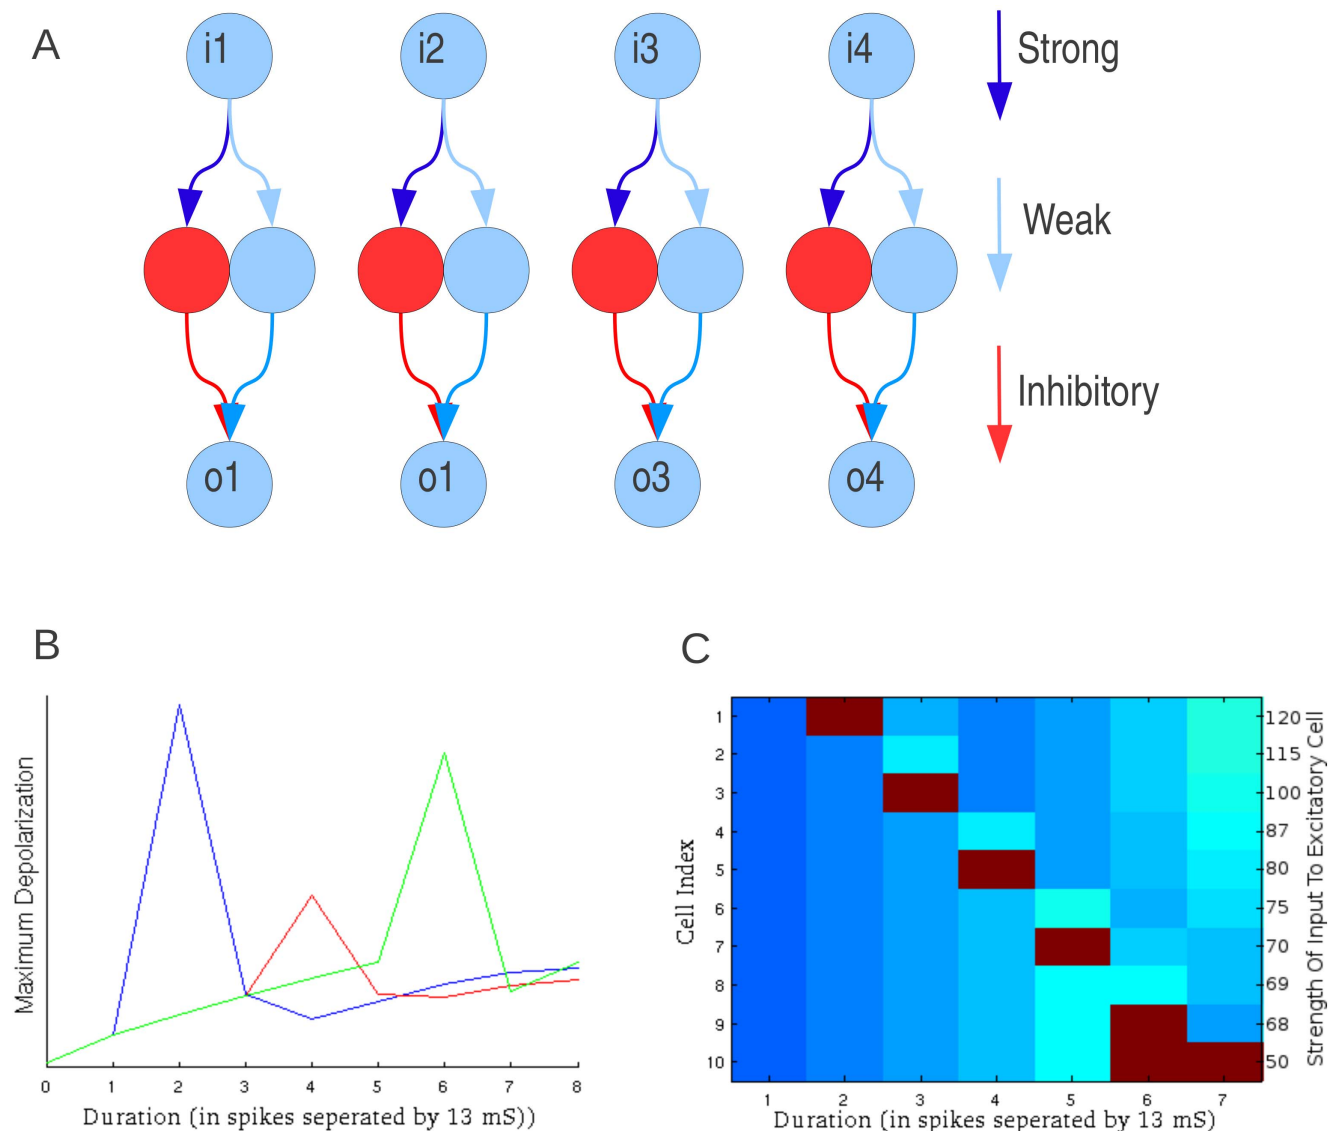 A
i1
i2
i3
i4
Strong
Weak
Inhibitory
o1
o1
o3
o4
B
Maximum Depolarization
0 1 2 3 4 5 6 7 8
Duration (in spikes seperated by 13 mS))
C
Cell Index
1
2
3
4
5
6
7
8
9
10
120
115
100
87
80
75
70
69
68
50
Strength Of Input To Excitatory Cell
1 2 3 4 5 6 7
Duration (in spikes seperated by 13 mS)